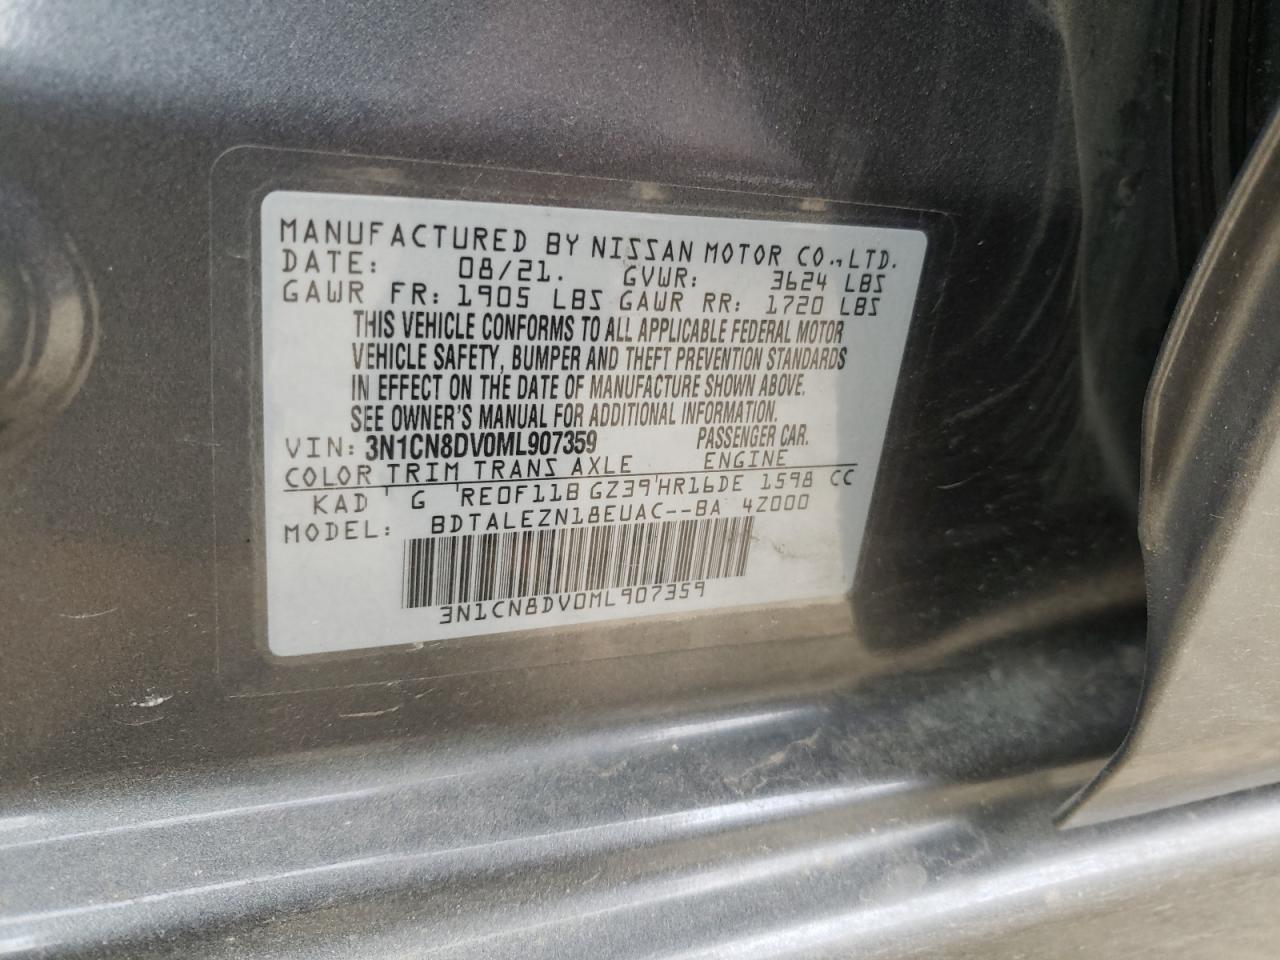 MANUFACTURED BY NISSAN MOTOR CO., LTD.
DATE: 08/21. GVWR: 3624 LBS
GAWR FR: 1905 LBS GAWR RR: 1720 LBS
THIS VEHICLE CONFORMS TO ALL APPLICABLE FEDERAL MOTOR
VEHICLE SAFETY, BUMPER AND THEFT PREVENTION STANDARDS
IN EFFECT ON THE DATE OF MANUFACTURE SHOWN ABOVE.
SEE OWNER'S MANUAL FOR ADDITIONAL INFORMATION.
VIN: 3N1CN8DV0ML907359 PASSENGER CAR.
COLOR TRIM TRANS AXLE ENGINE
KAD G RE0F11B GZ39 HR16DE 1598 CC
MODEL: BDTALEZN18EUAC--BA 4Z000
3N1CN8DV0ML907359